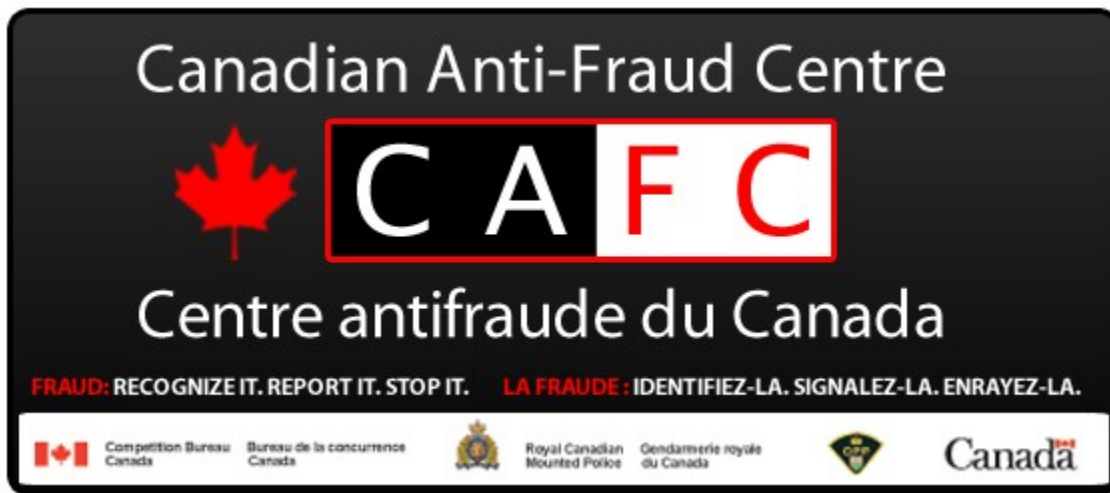 Canadian Anti-Fraud Centre
C A F C
Centre antifraude du Canada
FRAUD: RECOGNIZE IT. REPORT IT. STOP IT. LA FRAUDE : IDENTIFIEZ-LA. SIGNALEZ-LA. ENRAYEZ-LA.
Competition Bureau Bureau de la concurrence Royal Canadian Gendarmerie royale OPP Canada
Canada Canada Mounted Police du Canada